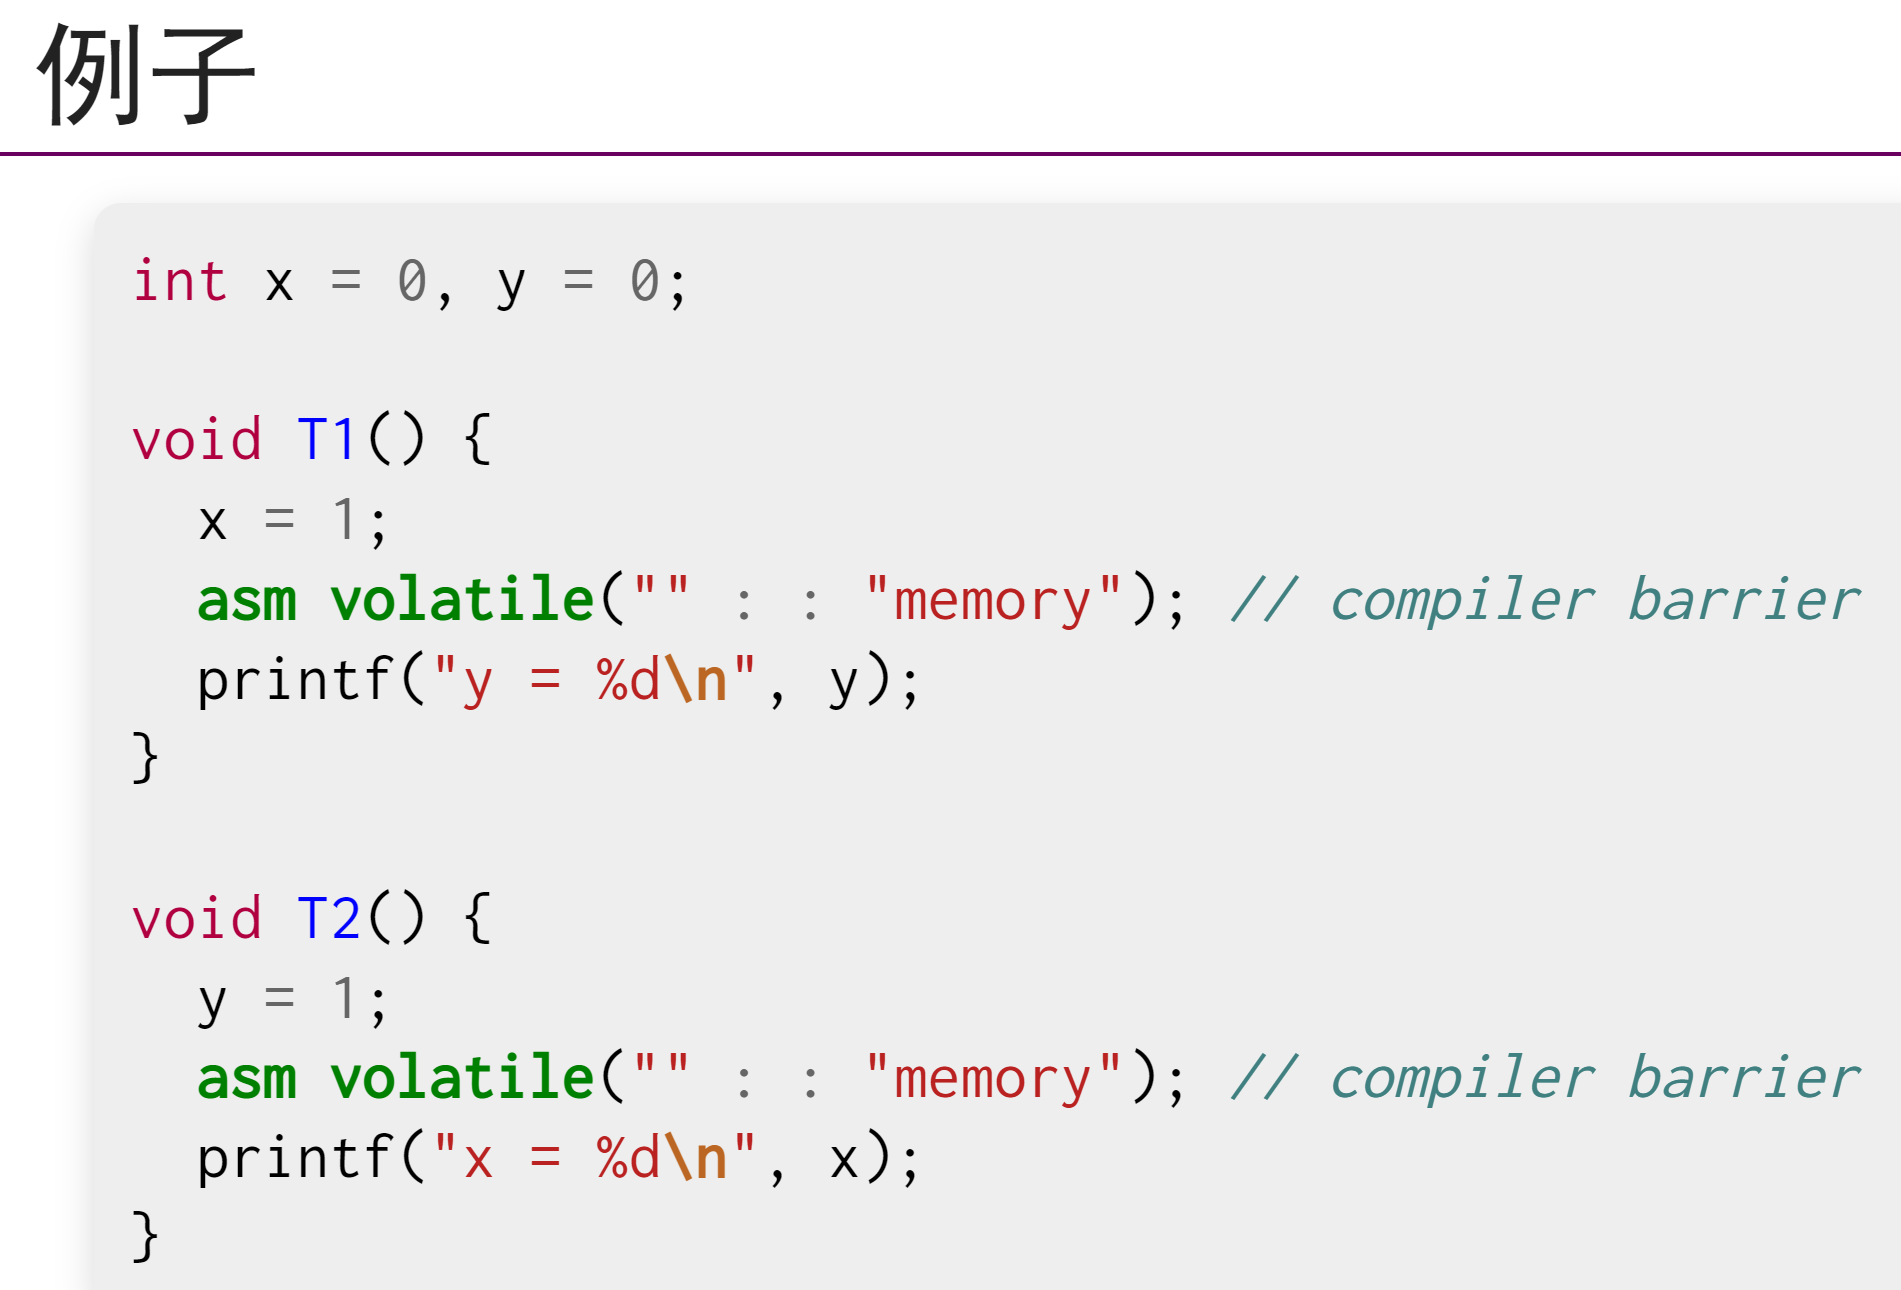 例子
int x = 0, y = 0;
void T1() {
  x = 1;
  asm volatile("" : : "memory"); // compiler barrier
  printf("y = %d\n", y);
}
void T2() {
  y = 1;
  asm volatile("" : : "memory"); // compiler barrier
  printf("x = %d\n", x);
}